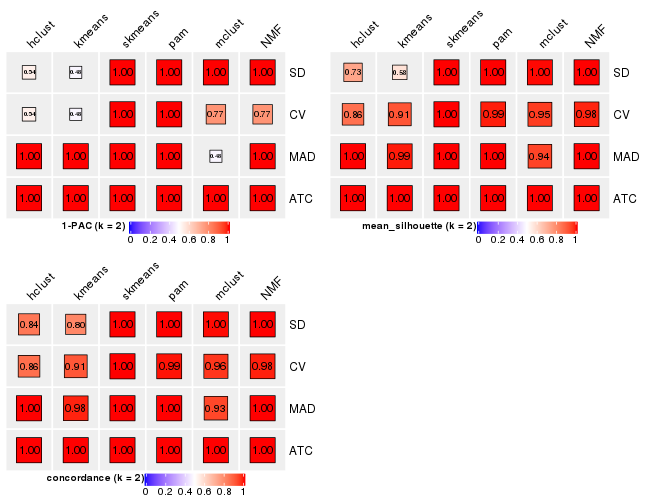 hclust kmeans skmeans pam mclust NMF
0.54 0.48 1.00 1.00 1.00 1.00 SD
0.54 0.48 1.00 1.00 0.77 0.77 CV
1.00 1.00 1.00 1.00 0.48 1.00 MAD
1.00 1.00 1.00 1.00 1.00 1.00 ATC
1-PAC (k = 2)
0 0.2 0.4 0.6 0.8 1
hclust kmeans skmeans pam mclust NMF
0.73 0.58 1.00 1.00 1.00 1.00 SD
0.86 0.91 1.00 0.99 0.95 0.98 CV
1.00 0.99 1.00 1.00 0.94 1.00 MAD
1.00 1.00 1.00 1.00 1.00 1.00 ATC
mean_silhouette (k = 2)
0 0.2 0.4 0.6 0.8 1
hclust kmeans skmeans pam mclust NMF
0.84 0.80 1.00 1.00 1.00 1.00 SD
0.86 0.91 1.00 0.99 0.96 0.98 CV
1.00 0.98 1.00 1.00 0.93 1.00 MAD
1.00 1.00 1.00 1.00 1.00 1.00 ATC
concordance (k = 2)
0 0.2 0.4 0.6 0.8 1